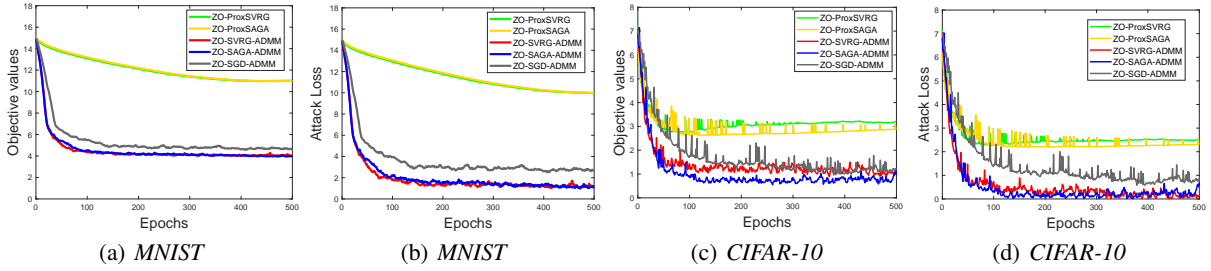 Objective values
18
16
14
12
10
8
6
4
2
0
0 100 200 300 400 500
Epochs
ZO-ProxSVRG
ZO-ProxSAGA
ZO-SVRG-ADMM
ZO-SAGA-ADMM
ZO-SGD-ADMM
(a) MNIST
Attack Loss
18
16
14
12
10
8
6
4
2
0
0 100 200 300 400 500
Epochs
ZO-ProxSVRG
ZO-ProxSAGA
ZO-SVRG-ADMM
ZO-SAGA-ADMM
ZO-SGD-ADMM
(b) MNIST
Objective values
8
7
6
5
4
3
2
1
0
0 100 200 300 400 500
Epochs
ZO-ProxSVRG
ZO-ProxSAGA
ZO-SVRG-ADMM
ZO-SAGA-ADMM
ZO-SGD-ADMM
(c) CIFAR-10
Attack Loss
8
7
6
5
4
3
2
1
0
0 100 200 300 400 500
Epochs
ZO-ProxSVRG
ZO-ProxSAGA
ZO-SVRG-ADMM
ZO-SAGA-ADMM
ZO-SGD-ADMM
(d) CIFAR-10